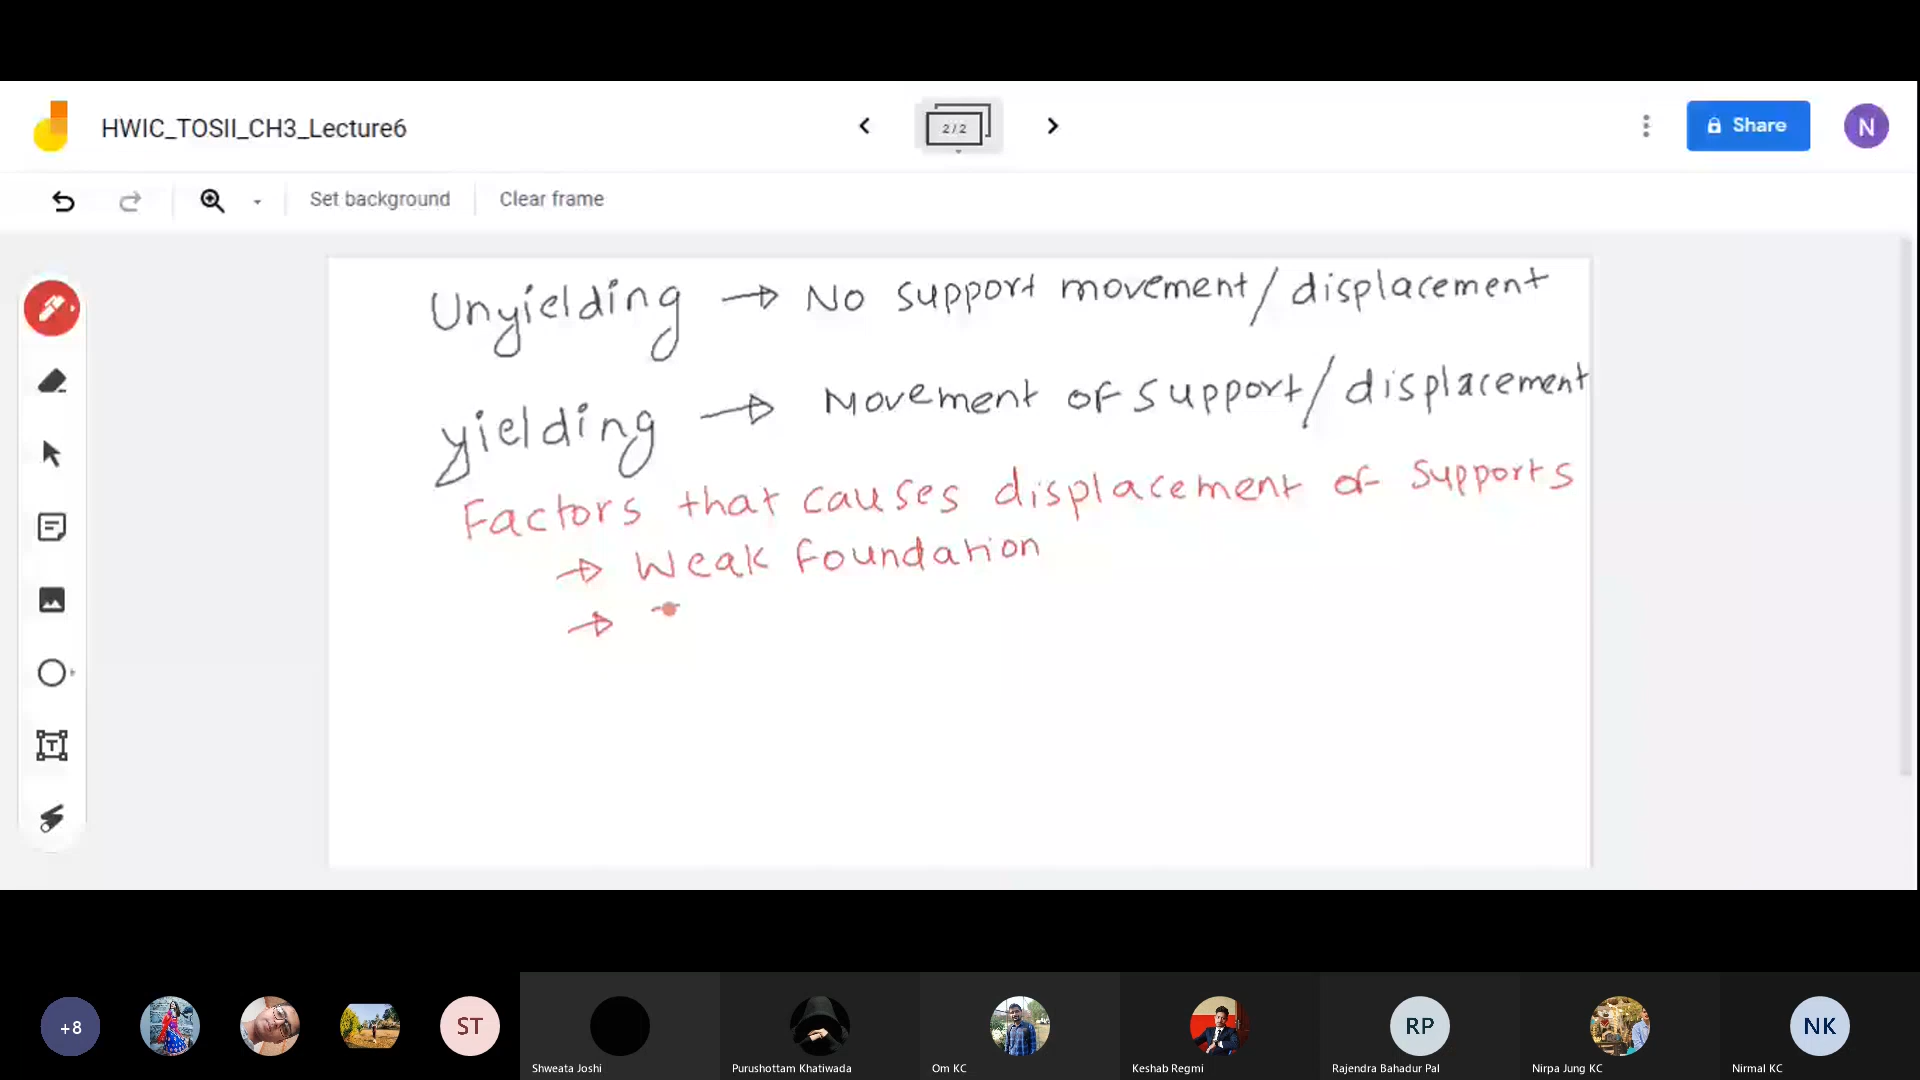 HWIC_TOSII_CH3_Lecture6
2 / 2
Share
N
Set background
Clear frame
Unyielding → No support movement/displacement
yielding → Movement of support/displacement
Factors that causes displacement of supports
→ Weak foundation
→
+8
ST
RP
NK
Shweata Joshi
Purushottam Khatiwada
Om KC
Keshab Regmi
Rajendra Bahadur Pal
Nirpa Jung KC
Nirmal KC